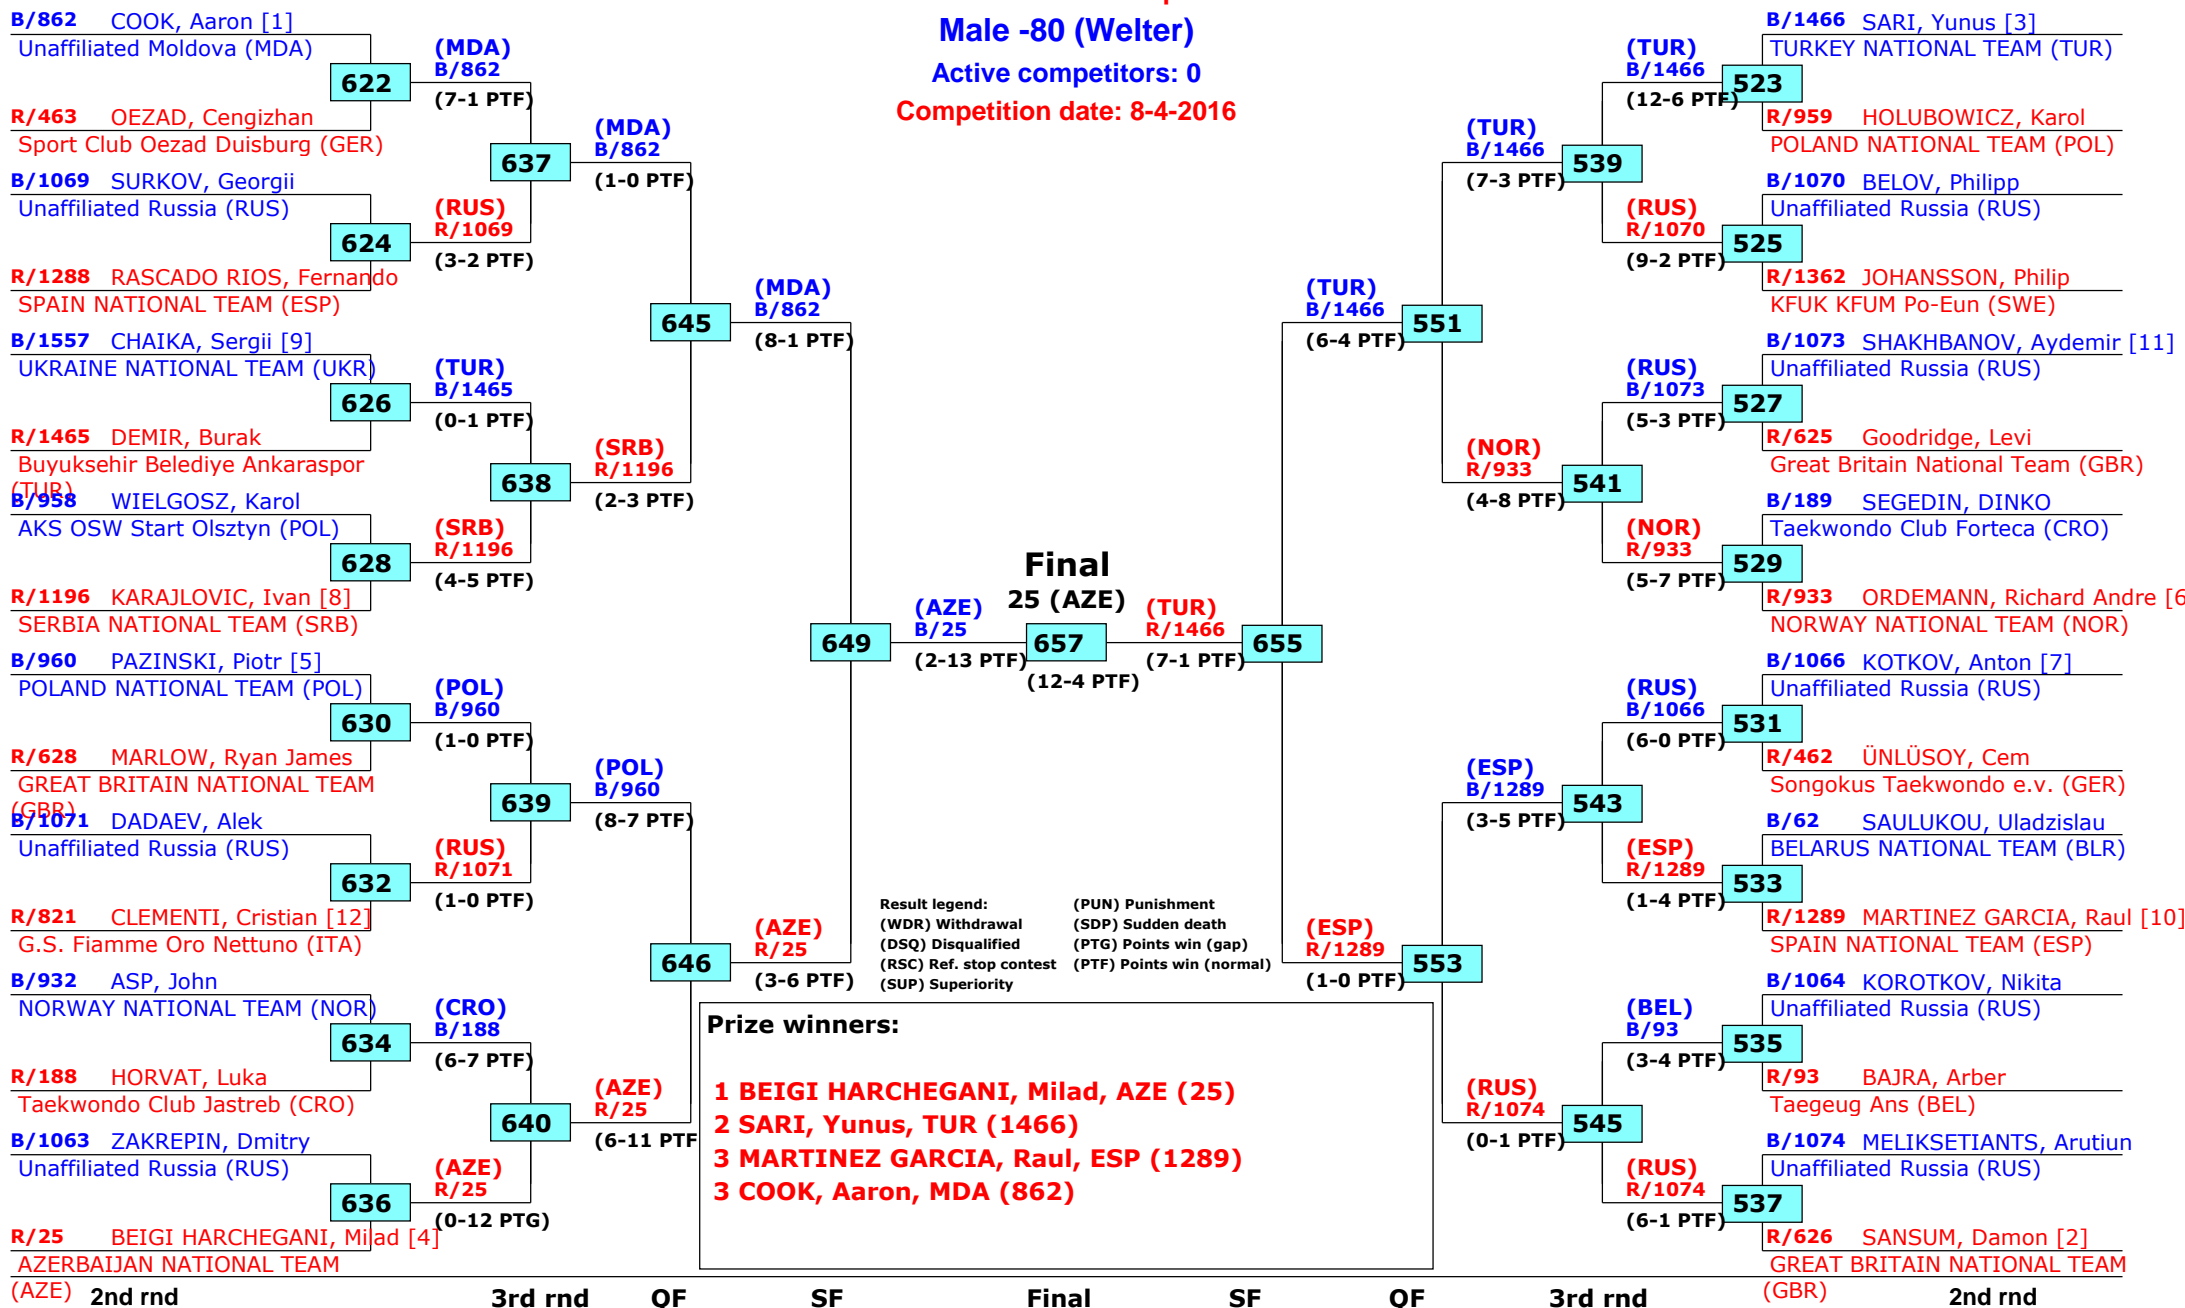 Male -80 (Welter)
Active competitors: 0
Competition date: 8-4-2016
B/862 COOK, Aaron [1]
Unaffiliated Moldova (MDA)
622
R/463 OEZAD, Cengizhan
Sport Club Oezad Duisburg (GER)
B/1069 SURKOV, Georgii
Unaffiliated Russia (RUS)
624
R/1288 RASCADO RIOS, Fernando
SPAIN NATIONAL TEAM (ESP)
B/1557 CHAIKA, Sergii [9]
UKRAINE NATIONAL TEAM (UKR)
626
R/1465 DEMIR, Burak
Buyuksehir Belediye Ankaraspor
(TUR)
B/958 WIELGOSZ, Karol
AKS OSW Start Olsztyn (POL)
628
R/1196 KARAJLOVIC, Ivan [8]
SERBIA NATIONAL TEAM (SRB)
B/960 PAZINSKI, Piotr [5]
POLAND NATIONAL TEAM (POL)
630
R/628 MARLOW, Ryan James
GREAT BRITAIN NATIONAL TEAM
(GBR)
B/1071 DADAEV, Alek
Unaffiliated Russia (RUS)
632
R/821 CLEMENTI, Cristian [12]
G.S. Fiamme Oro Nettuno (ITA)
B/932 ASP, John
NORWAY NATIONAL TEAM (NOR)
634
R/188 HORVAT, Luka
Taekwondo Club Jastreb (CRO)
B/1063 ZAKREPIN, Dmitry
Unaffiliated Russia (RUS)
636
R/25 BEIGI HARCHEGANI, Milad [4]
AZERBAIJAN NATIONAL TEAM
(AZE)
(MDA)
B/862
(7-1 PTF)
637
(RUS)
R/1069
(3-2 PTF)
(TUR)
B/1465
(0-1 PTF)
638
(SRB)
R/1196
(4-5 PTF)
(POL)
B/960
(1-0 PTF)
639
(RUS)
R/1071
(1-0 PTF)
(CRO)
B/188
(6-7 PTF)
640
(AZE)
R/25
(0-12 PTG)
(MDA)
B/862
(1-0 PTF)
645
(SRB)
R/1196
(2-3 PTF)
(POL)
B/960
(8-7 PTF)
646
(AZE)
R/25
(6-11 PTF
(MDA)
B/862
(8-1 PTF)
649
(AZE)
R/25
(3-6 PTF)
(AZE)
B/25
(2-13 PTF)
Final
25 (AZE)
657
(12-4 PTF)
(TUR)
R/1466
(7-1 PTF)
655
(TUR)
B/1466
(6-4 PTF)
551
(ESP)
R/1289
(1-0 PTF)
553
(TUR)
B/1466
(7-3 PTF)
539
(NOR)
R/933
(4-8 PTF)
541
(ESP)
B/1289
(3-5 PTF)
543
(RUS)
R/1074
(0-1 PTF)
545
(TUR)
B/1466
(12-6 PTF)
523
(RUS)
R/1070
(9-2 PTF)
525
(RUS)
B/1073
(5-3 PTF)
527
(NOR)
R/933
(5-7 PTF)
529
(RUS)
B/1066
(6-0 PTF)
531
(ESP)
R/1289
(1-4 PTF)
533
(BEL)
B/93
(3-4 PTF)
535
(RUS)
R/1074
(6-1 PTF)
537
B/1466 SARI, Yunus [3]
TURKEY NATIONAL TEAM (TUR)
R/959 HOLUBOWICZ, Karol
POLAND NATIONAL TEAM (POL)
B/1070 BELOV, Philipp
Unaffiliated Russia (RUS)
R/1362 JOHANSSON, Philip
KFUK KFUM Po-Eun (SWE)
B/1073 SHAKHBANOV, Aydemir [11]
Unaffiliated Russia (RUS)
R/625 Goodridge, Levi
Great Britain National Team (GBR)
B/189 SEGEDIN, DINKO
Taekwondo Club Forteca (CRO)
R/933 ORDEMANN, Richard Andre [6
NORWAY NATIONAL TEAM (NOR)
B/1066 KOTKOV, Anton [7]
Unaffiliated Russia (RUS)
R/462 ÜNLÜSOY, Cem
Songokus Taekwondo e.v. (GER)
B/62 SAULUKOU, Uladzislau
BELARUS NATIONAL TEAM (BLR)
R/1289 MARTINEZ GARCIA, Raul [10]
SPAIN NATIONAL TEAM (ESP)
B/1064 KOROTKOV, Nikita
Unaffiliated Russia (RUS)
R/93 BAJRA, Arber
Taegeug Ans (BEL)
B/1074 MELIKSETIANTS, Arutiun
Unaffiliated Russia (RUS)
R/626 SANSUM, Damon [2]
GREAT BRITAIN NATIONAL TEAM
(GBR)
Result legend: (PUN) Punishment
(WDR) Withdrawal (SDP) Sudden death
(DSQ) Disqualified (PTG) Points win (gap)
(RSC) Ref. stop contest (PTF) Points win (normal)
(SUP) Superiority
Prize winners:
1 BEIGI HARCHEGANI, Milad, AZE (25)
2 SARI, Yunus, TUR (1466)
3 MARTINEZ GARCIA, Raul, ESP (1289)
3 COOK, Aaron, MDA (862)
2nd rnd 3rd rnd QF SF Final SF QF 3rd rnd 2nd rnd